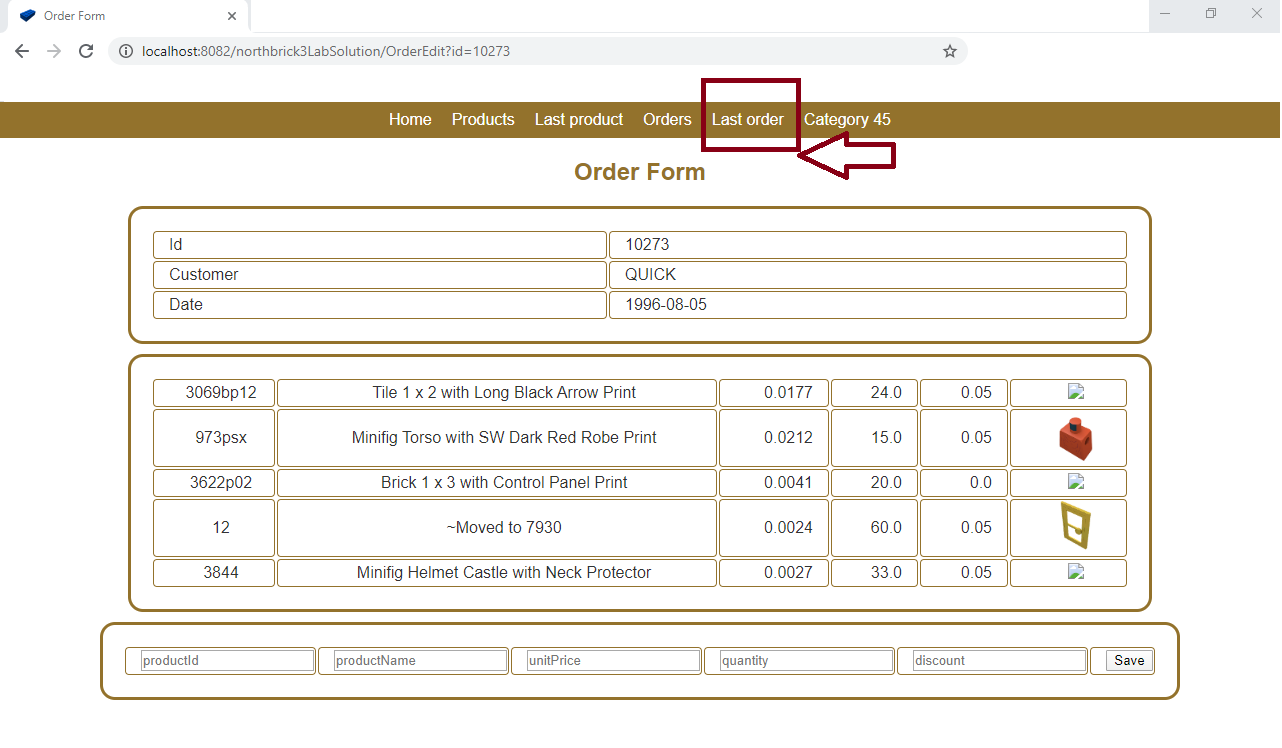 Order Form
localhost:8082/northbrick3LabSolution/OrderEdit?id=10273
Home Products Last product Orders Last order Category 45
Order Form
Id 10273
Customer QUICK
Date 1996-08-05
3069bp12 Tile 1 x 2 with Long Black Arrow Print 0.0177 24.0 0.05
973psx Minifig Torso with SW Dark Red Robe Print 0.0212 15.0 0.05
3622p02 Brick 1 x 3 with Control Panel Print 0.0041 20.0 0.0
12 ~Moved to 7930 0.0024 60.0 0.05
3844 Minifig Helmet Castle with Neck Protector 0.0027 33.0 0.05
productId productName unitPrice quantity discount Save